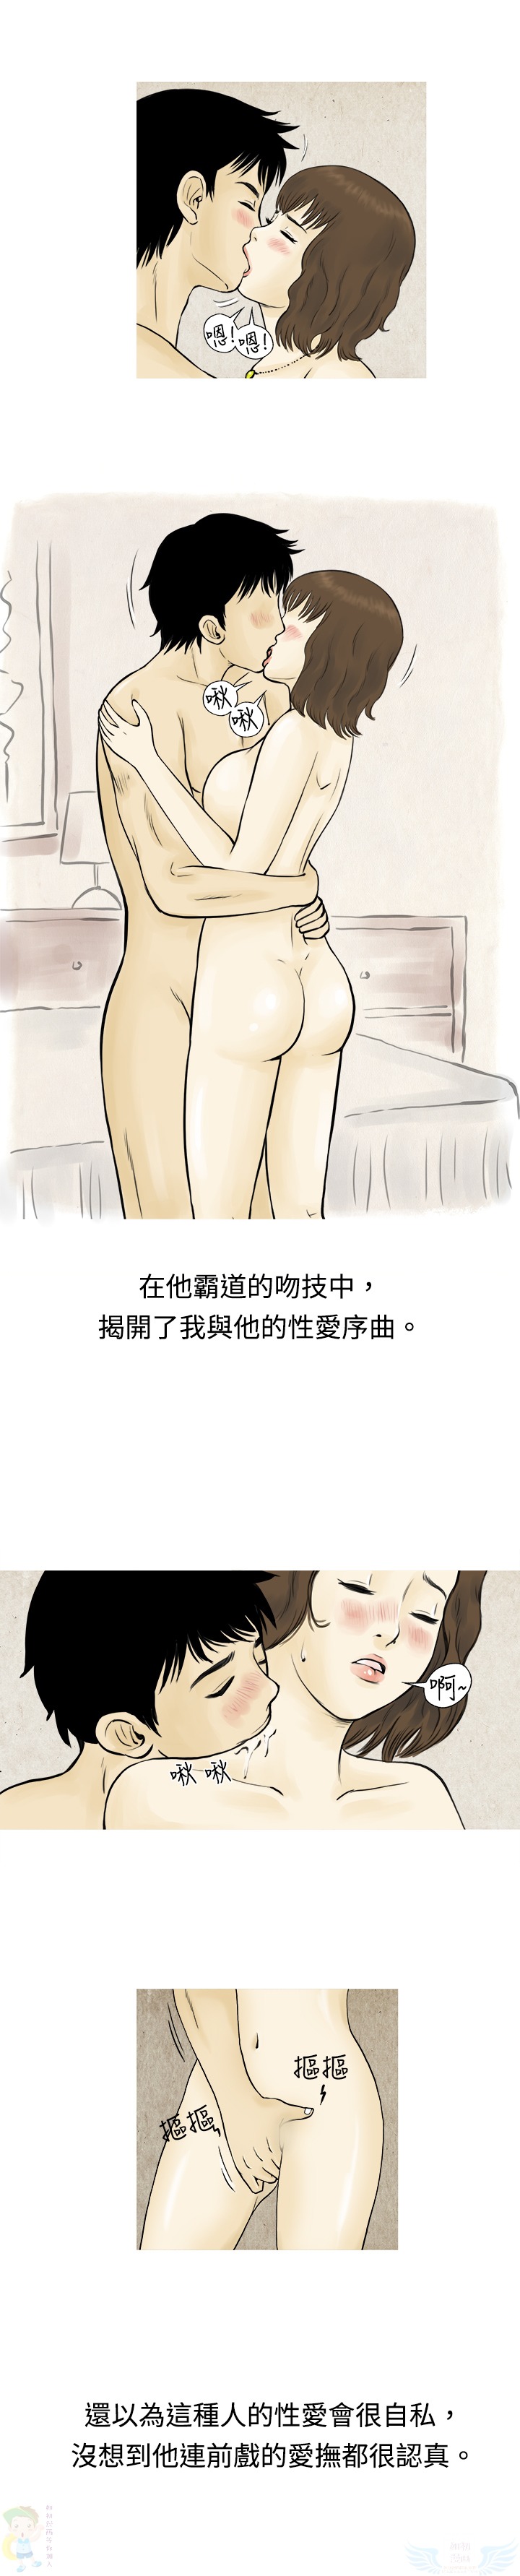 嗯!
嗯!
啾
啾
在他霸道的吻技中，
揭開了我與他的性愛序曲。
啊~
啾 啾
摳摳
摳摳
還以為這種人的性愛會很自私，
沒想到他連前戲的愛撫都很認真。